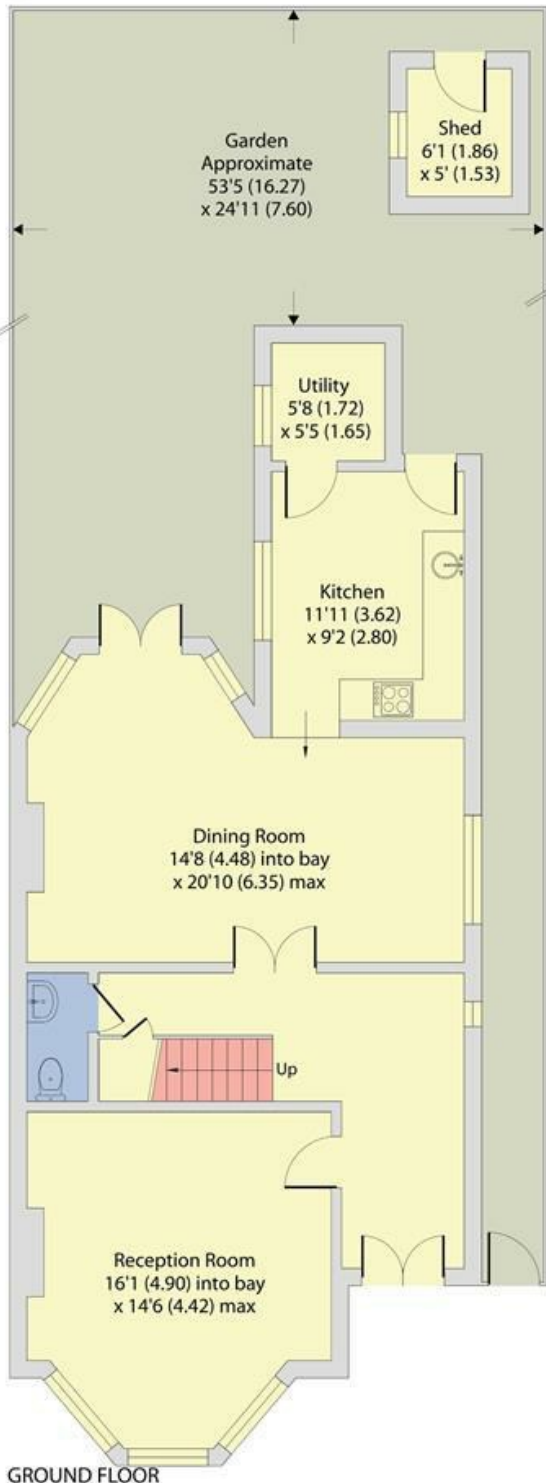 Garden
Approximate
53'5 (16.27)
x 24'11 (7.60)
Shed
6'1 (1.86)
x 5' (1.53)
Utility
5'8 (1.72)
x 5'5 (1.65)
Kitchen
11'11 (3.62)
x 9'2 (2.80)
Dining Room
14'8 (4.48) into bay
x 20'10 (6.35) max
Up
Reception Room
16'1 (4.90) into bay
x 14'6 (4.42) max
GROUND FLOOR